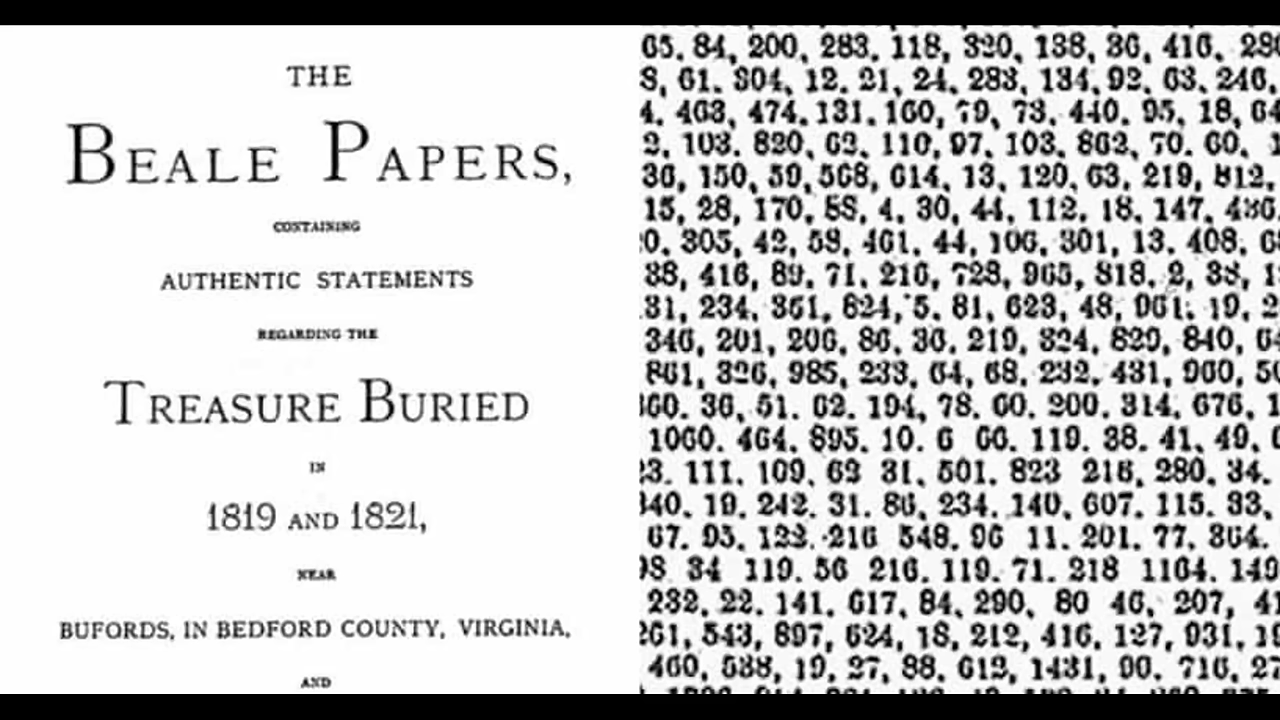 THE
BEALE PAPERS,
CONTAINING
AUTHENTIC STATEMENTS
REGARDING THE
TREASURE BURIED
IN
1819 AND 1821,
NEAR
BUFORDS, IN BEDFORD COUNTY, VIRGINIA,
AND
65. 84, 200, 283. 118, 320, 138, 36, 416.
61. 304, 12. 21, 24, 283, 134, 92, 63, 246,
463, 474. 131. 160, 79, 73. 440. 95, 18,
103. 820, 62, 110, 97. 103. 862, 70. 60,
36, 150, 59, 568, 614. 13, 120, 63, 219, 812,
15, 28, 170, 88, 4, 30, 44, 112, 18, 147, 436,
305, 42, 58, 461, 44, 106, 301, 13. 408,
38, 416, 89, 71, 216, 728, 965, 818, 2, 38,
31, 234, 361, 824, 5. 81, 623, 48, 961, 19,
346, 201, 206, 86, 36. 219, 324, 829, 840,
861, 326, 985, 233, 64, 68, 232, 431, 960,
360. 36, 51. 62. 194, 78. 60. 200. 314, 676,
1060. 464, 895. 10. 6 66. 119. 38. 41. 49,
23. 111. 109. 62 31. 501. 823 216, 280. 34.
340. 19, 242. 31. 86, 234. 140, 607. 115. 33,
67. 95. 122. 216 548. 96 11. 201. 77. 364.
98 34 119. 56 216. 119. 71. 218 1164. 149
232, 22. 141. 617, 84, 290, 80 46, 207,
261, 543, 897, 624, 18, 212, 416. 127, 931,
460, 538, 19, 27, 88, 612, 1431, 90. 716,